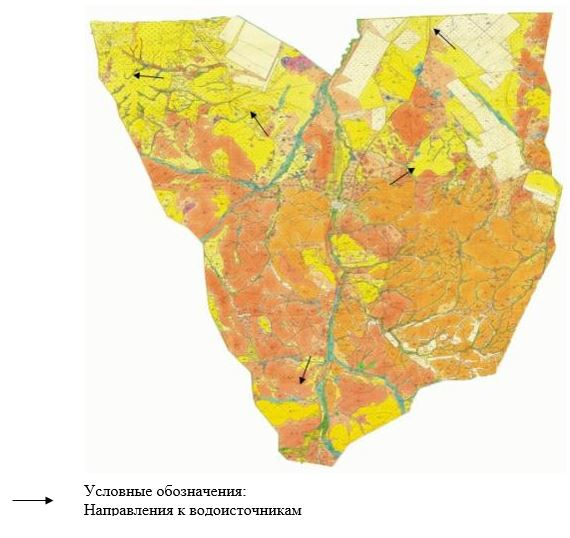 Условные обозначения:
Направления к водоисточникам